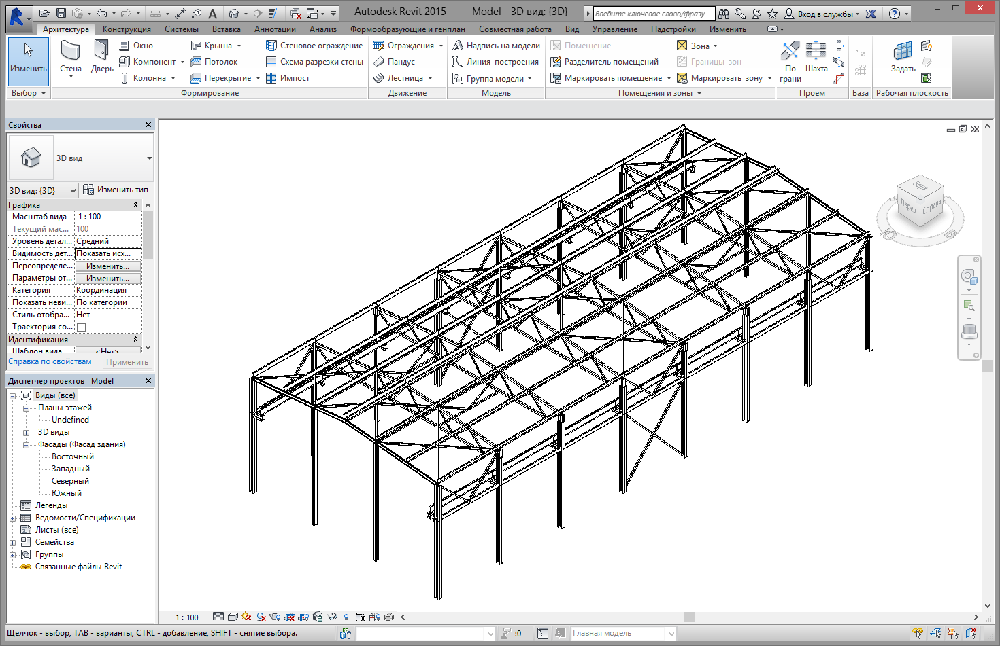 Autodesk Revit 2015 - Model - 3D вид: {3D}
Введите ключевое слово/фразу
Вход в службы
Архитектура Конструкция Системы Вставка Аннотации Анализ Формообразующие и генплан Совместная работа Вид Управление Надстройки Изменить
Изменить
Стена
Дверь
Окно
Компонент
Колонна
Крыша
Потолок
Перекрытие
Стеновое ограждение
Схема разрезки стены
Импост
Ограждения
Пандус
Лестница
Надпись на модели
Линия построения
Группа модели
Помещение
Разделитель помещений
Маркировать помещение
Зона
Границы зон
Маркировать зону
По грани
Шахта
Задать
Выбор Формирование Движение Модель Помещения и зоны Проем База Рабочая плоскость
Свойства
3D вид
3D вид: {3D} Изменить тип
Графика
Масштаб вида 1 : 100
Текущий мас... 100
Уровень детал... Средний
Видимость дет... Показать исх...
Переопределе... Изменить...
Параметры от... Изменить...
Категория Координация
Показать неви... По категории
Стиль отобра... Нет
Траектория со...
Идентификация
Шаблон вида <Нет>
Справка по свойствам Применить
Диспетчер проектов - Model
Виды (все)
Планы этажей
Undefined
3D виды
Фасады (Фасад здания)
Восточный
Западный
Северный
Южный
Легенды
Ведомости/Спецификации
Листы (все)
Семейства
Группы
Связанные файлы Revit
Верх
Перед
Справа
1 : 100
Щелчок - выбор, TAB - варианты, CTRL - добавление, SHIFT - снятие выбора.
:0
Главная модель